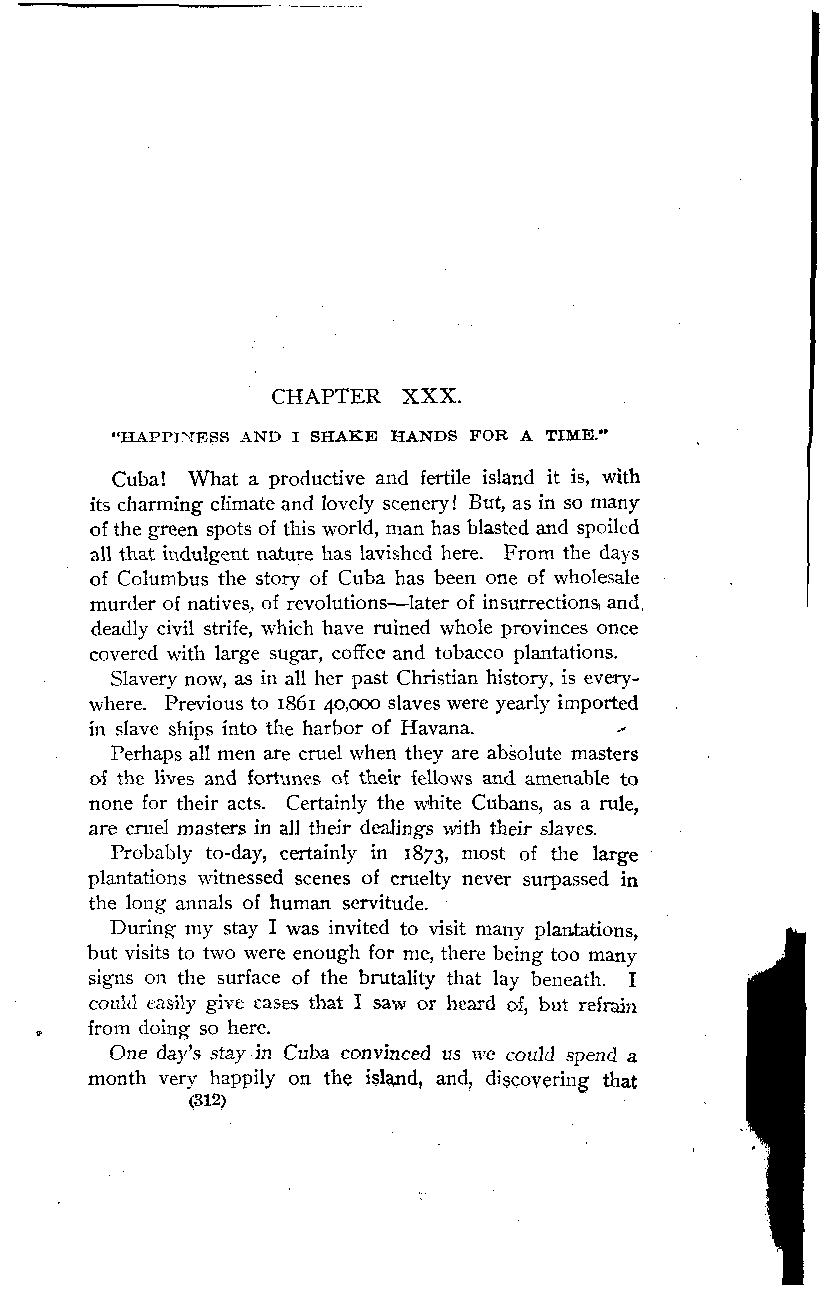 CHAPTER XXX.
"HAPPINESS AND I SHAKE HANDS FOR A TIME."
Cuba! What a productive and fertile island it is, with
its charming climate and lovely scenery! But, as in so many
of the green spots of this world, man has blasted and spoiled
all that indulgent nature has lavished here. From the days
of Columbus the story of Cuba has been one of wholesale
murder of natives, of revolutions—later of insurrections, and,
deadly civil strife, which have ruined whole provinces once
covered with large sugar, coffee and tobacco plantations.
Slavery now, as in all her past Christian history, is every-
where. Previous to 1861 40,000 slaves were yearly imported
in slave ships into the harbor of Havana.
Perhaps all men are cruel when they are absolute masters
of the lives and fortunes of their fellows and amenable to
none for their acts. Certainly the white Cubans, as a rule,
are cruel masters in all their dealings with their slaves.
Probably to-day, certainly in 1873, most of the large
plantations witnessed scenes of cruelty never surpassed in
the long annals of human servitude.
During my stay I was invited to visit many plantations,
but visits to two were enough for me, there being too many
signs on the surface of the brutality that lay beneath. I
could easily give cases that I saw or heard of, but refrain
from doing so here.
One day's stay in Cuba convinced us we could spend a
month very happily on the island, and, discovering that
(312)